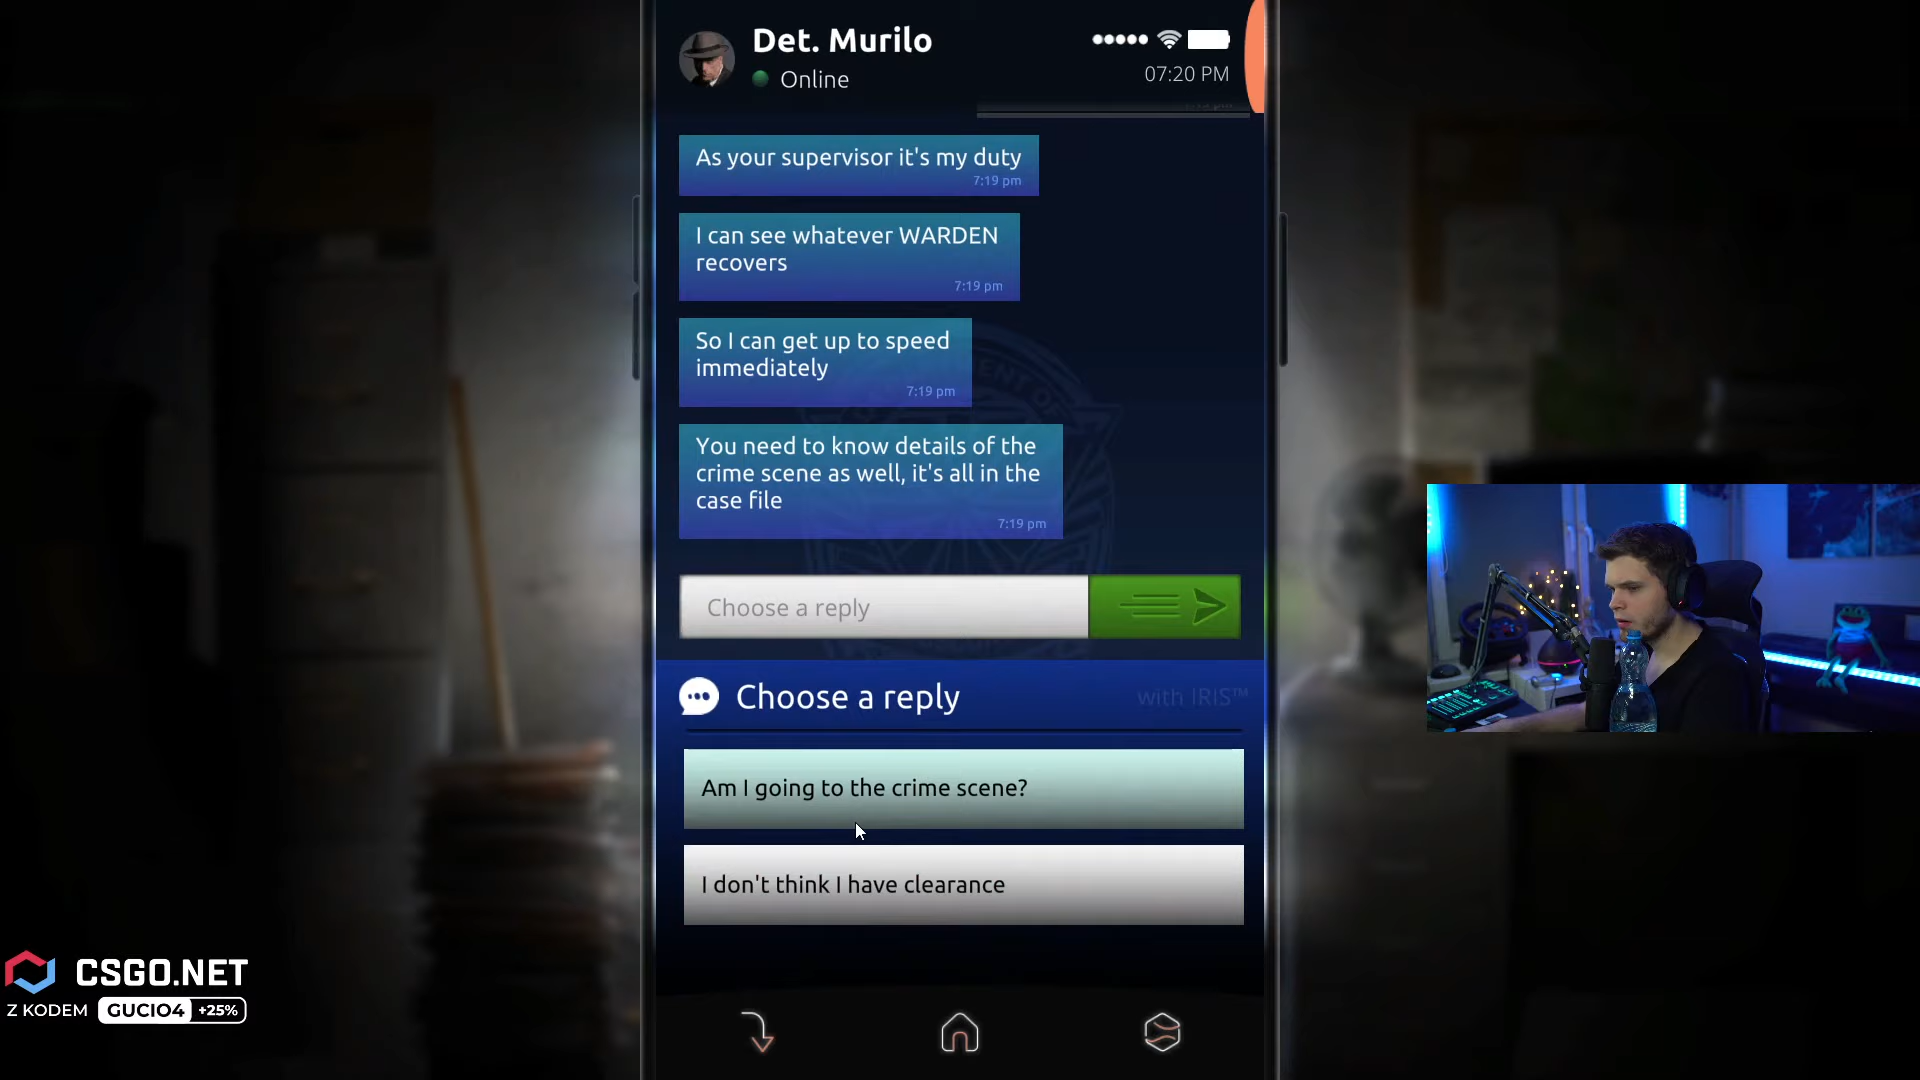 Det. Murilo
Online
07:20 PM
As your supervisor it's my duty
7:19 pm
I can see whatever WARDEN
recovers
7:19 pm
So I can get up to speed
immediately
7:19 pm
You need to know details of the
crime scene as well, it's all in the
case file
7:19 pm
Choose a reply
Choose a reply
with IRIS™
Am I going to the crime scene?
I don't think I have clearance
CSGO.NET
Z KODEM GUCIO4 +25%